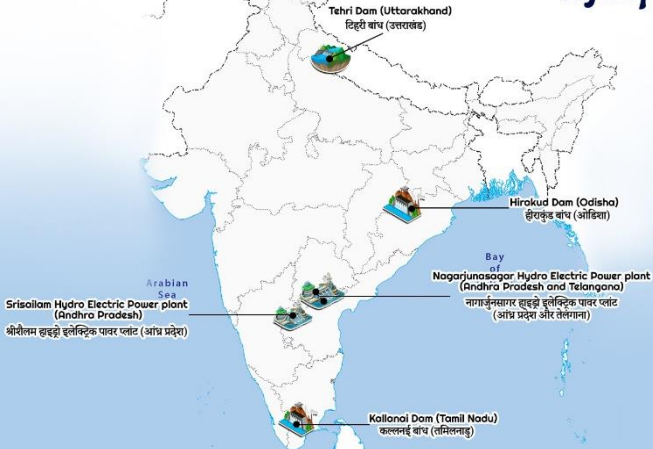 Tehri Dam (Uttarakhand)
टिहरी बांध (उत्तराखंड)
Hirakud Dam (Odisha)
हीराकुंड बांध (ओडिशा)
Bay
of
Nagarjunasagar Hydro Electric Power plant
(Andhra Pradesh and Telangana)
नागार्जुनसागर हाइड्रो इलेक्ट्रिक पावर प्लांट
(आंध्र प्रदेश और तेलंगाना)
Arabian
Sea
Srisailam Hydro Electric Power plant
(Andhra Pradesh)
श्रीशैलम हाइड्रो इलेक्ट्रिक पावर प्लांट (आंध्र प्रदेश)
Kallanai Dam (Tamil Nadu)
कल्लनई बांध (तमिलनाडु)